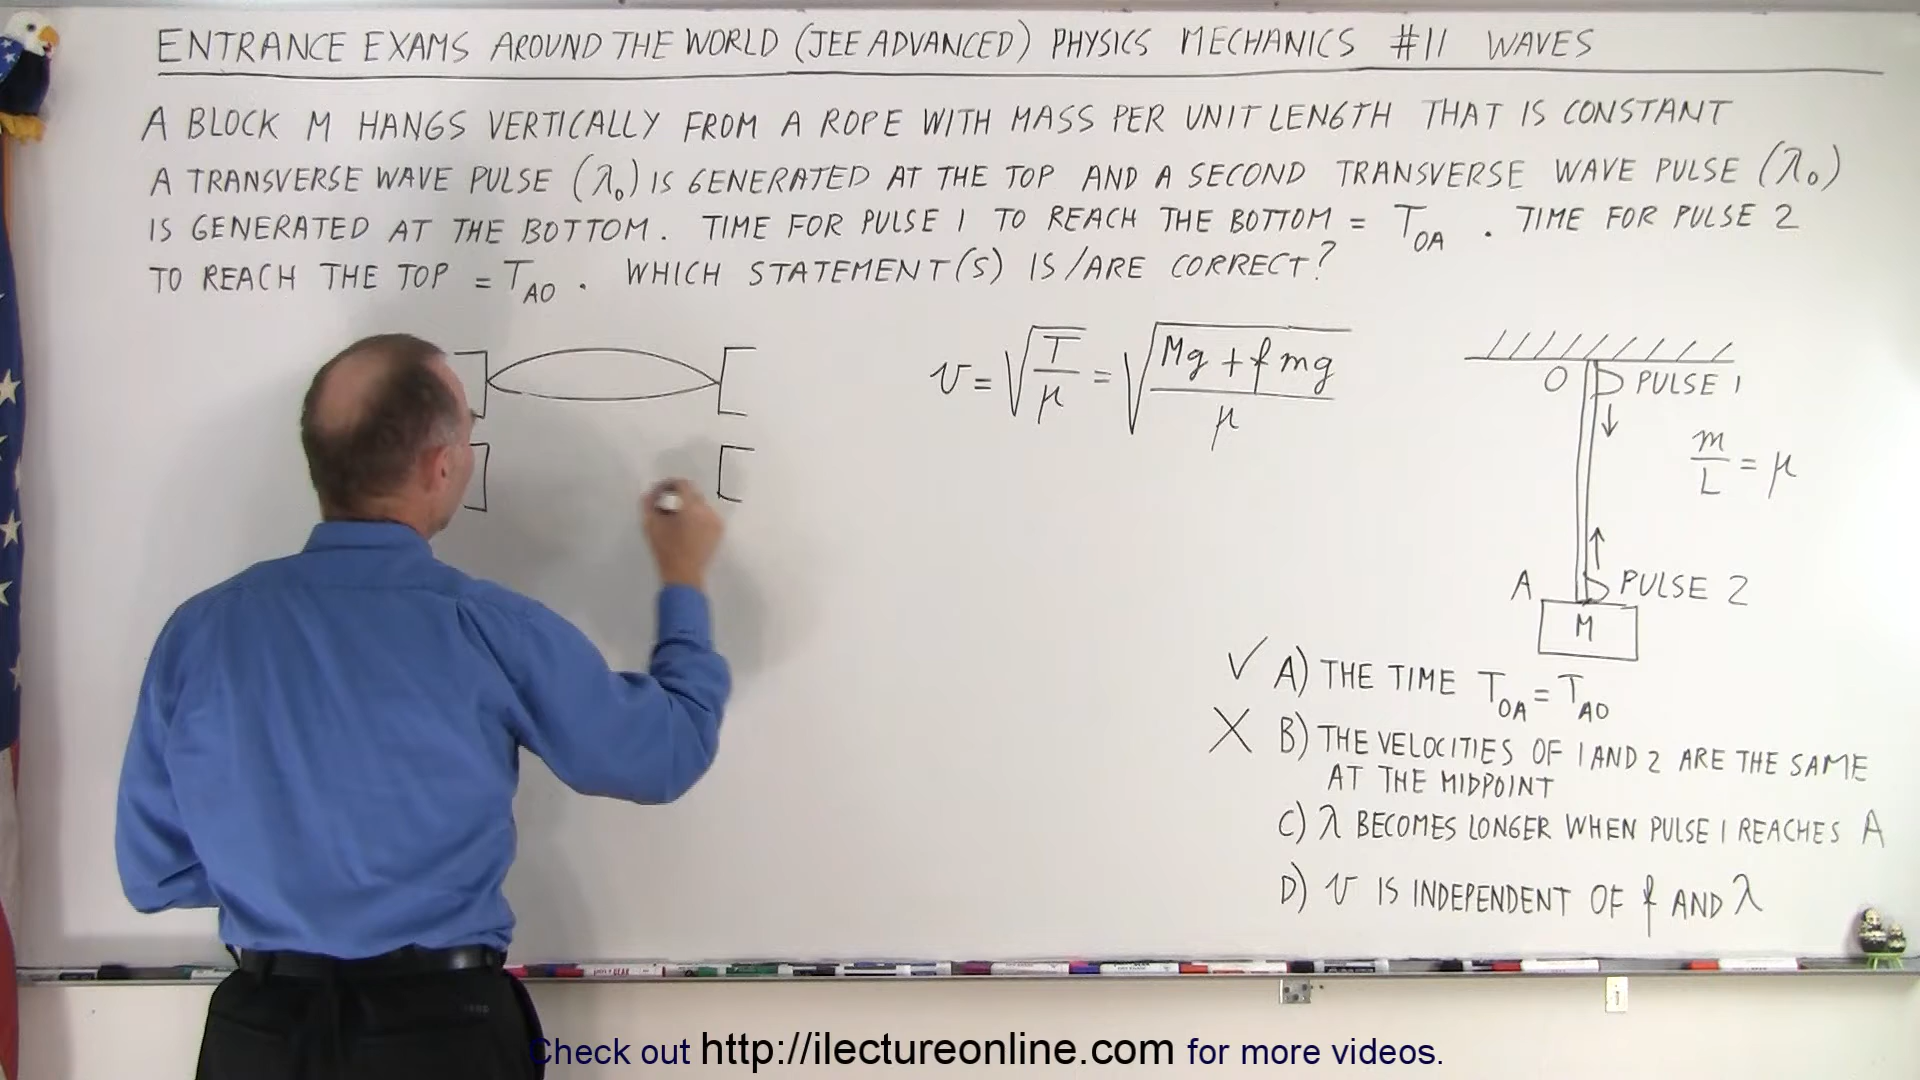 ENTRANCE EXAMS AROUND THE WORLD (JEE ADVANCED) PHYSICS MECHANICS #11 WAVES
A BLOCK M HANGS VERTICALLY FROM A ROPE WITH MASS PER UNIT LENGTH THAT IS CONSTANT
A TRANSVERSE WAVE PULSE (λ₀) IS GENERATED AT THE TOP AND A SECOND TRANSVERSE WAVE PULSE (λ₀)
IS GENERATED AT THE BOTTOM. TIME FOR PULSE 1 TO REACH THE BOTTOM = T_OA. TIME FOR PULSE 2
TO REACH THE TOP = T_AO. WHICH STATEMENT(S) IS/ARE CORRECT?
v = √(T/μ) = √((Mg + f mg)/μ)
O PULSE 1
m/L = μ
A PULSE 2
M
✓ A) THE TIME T_OA = T_AO
X B) THE VELOCITIES OF 1 AND 2 ARE THE SAME
AT THE MIDPOINT
C) λ BECOMES LONGER WHEN PULSE 1 REACHES A
D) v IS INDEPENDENT OF f AND λ
Check out http://ilectureonline.com for more videos.